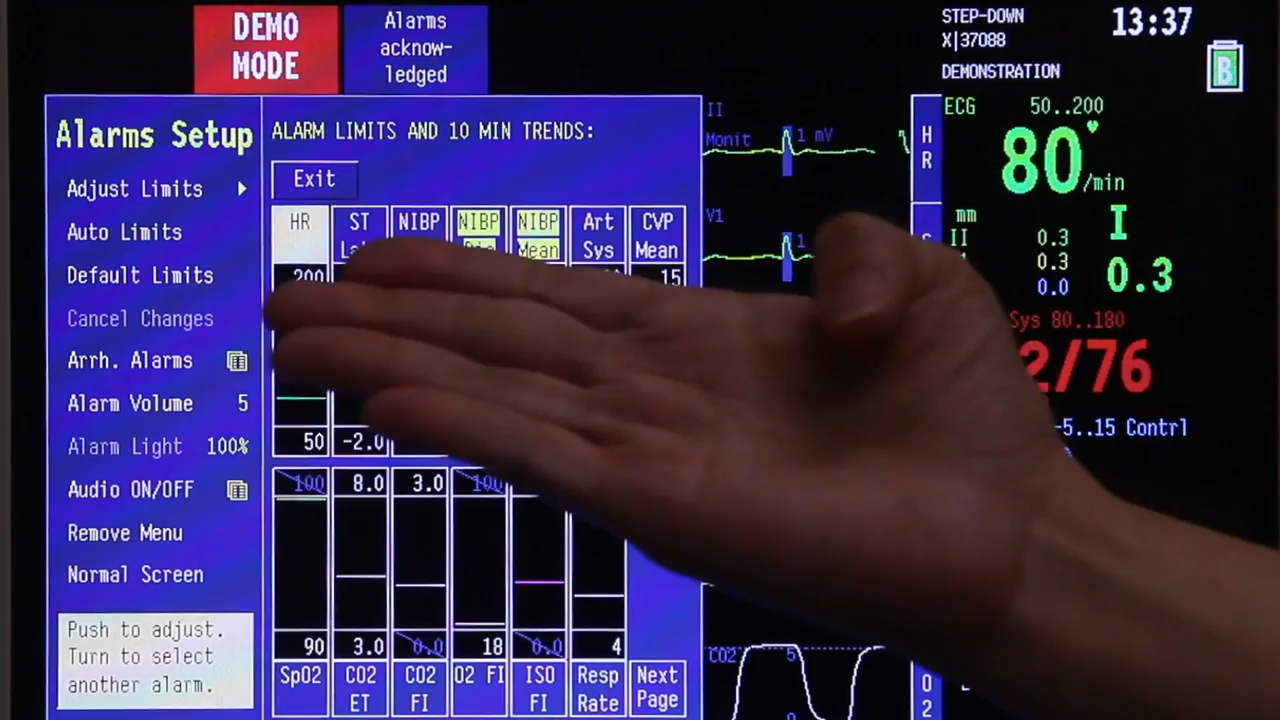 DEMO
MODE
Alarms
acknow-
ledged
STEP-DOWN
X|37088
DEMONSTRATION
13:37
B
Alarms Setup
Adjust Limits
Auto Limits
Default Limits
Cancel Changes
Arrh. Alarms
Alarm Volume 5
Alarm Light 100%
Audio ON/OFF
Remove Menu
Normal Screen
Push to adjust.
Turn to select
another alarm.
ALARM LIMITS AND 10 MIN TRENDS:
Exit
HR ST NIBP NIBP NIBP Art CVP
Mean Sys Mean
200 15
50 -2.0
100 8.0 3.0 100
90 3.0 0.0 18 0.0 4
SpO2 CO2 CO2 O2 FI ISO Resp Next
ET FI FI Rate Page
II
Monit 1 mV
V1
1
CO2 5
0
HR
ECG 50..200
80/min
mm
II 0.3
0.3
0.0
I
0.3
Sys 80..180
2/76
-5..15 Contrl
O2